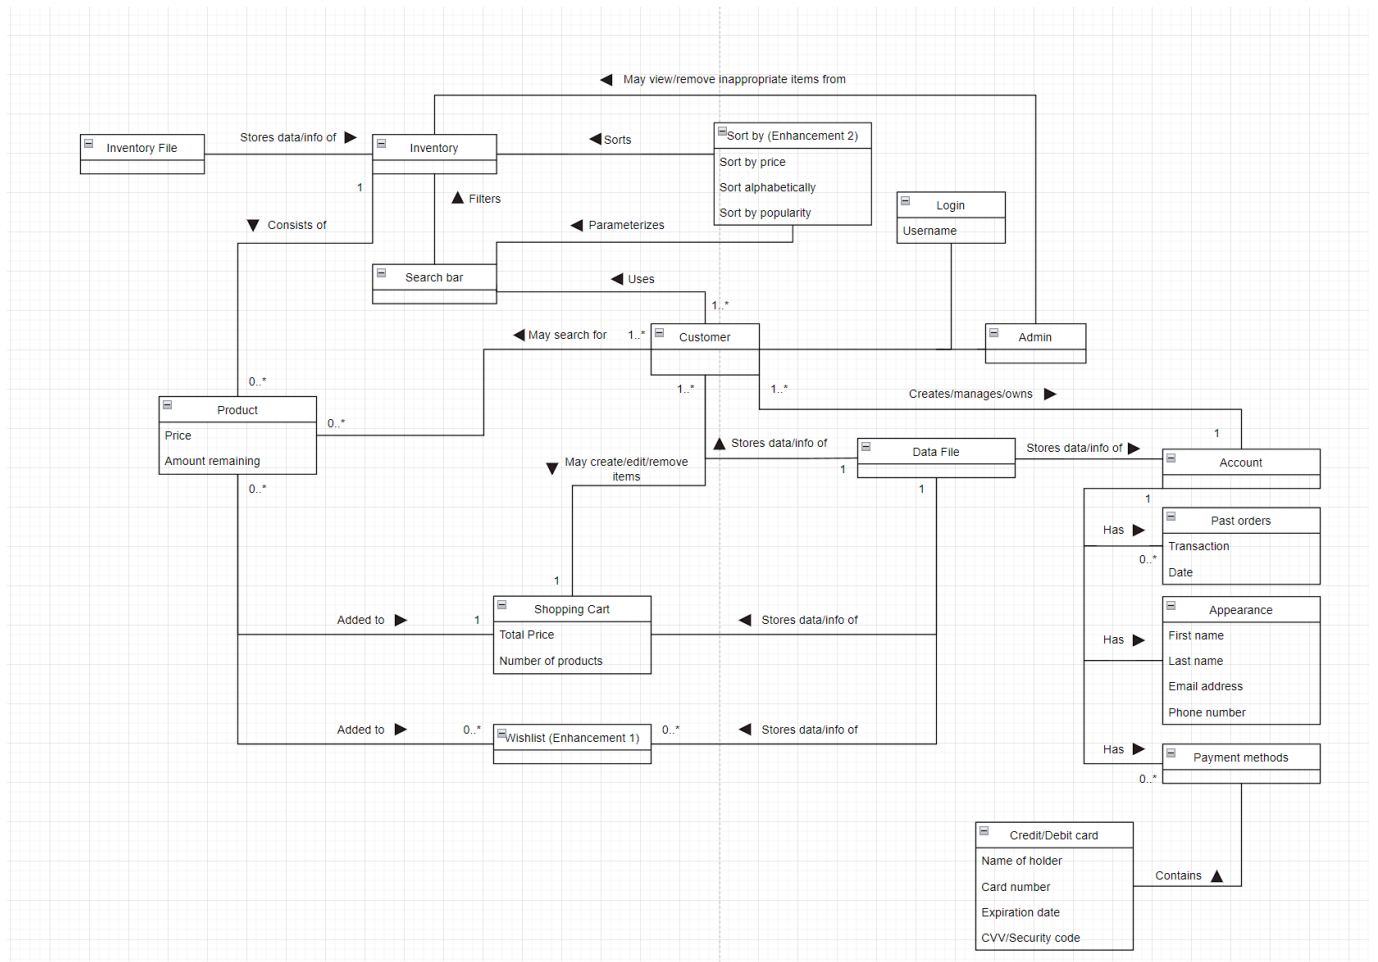 May view/remove inappropriate items from
Inventory File
Stores data/info of
Inventory
Sorts
Sort by (Enhancement 2)
Sort by price
Sort alphabetically
Sort by popularity
1
Filters
Consists of
Parameterizes
Login
Username
Search bar
Uses
1..*
May search for
1..*
Customer
Admin
0..*
1..*
1..*
Creates/manages/owns
Product
Price
Amount remaining
0..*
1
Stores data/info of
1
Data File
Stores data/info of
Account
May create/edit/remove
items
0..*
1
1
Has
0..*
Past orders
Transaction
Date
1
Shopping Cart
Total Price
Number of products
Added to
1
Stores data/info of
Has
Appearance
First name
Last name
Email address
Phone number
Added to
0..*
Wishlist (Enhancement 1)
0..*
Stores data/info of
Has
0..*
Payment methods
Credit/Debit card
Name of holder
Card number
Expiration date
CVV/Security code
Contains